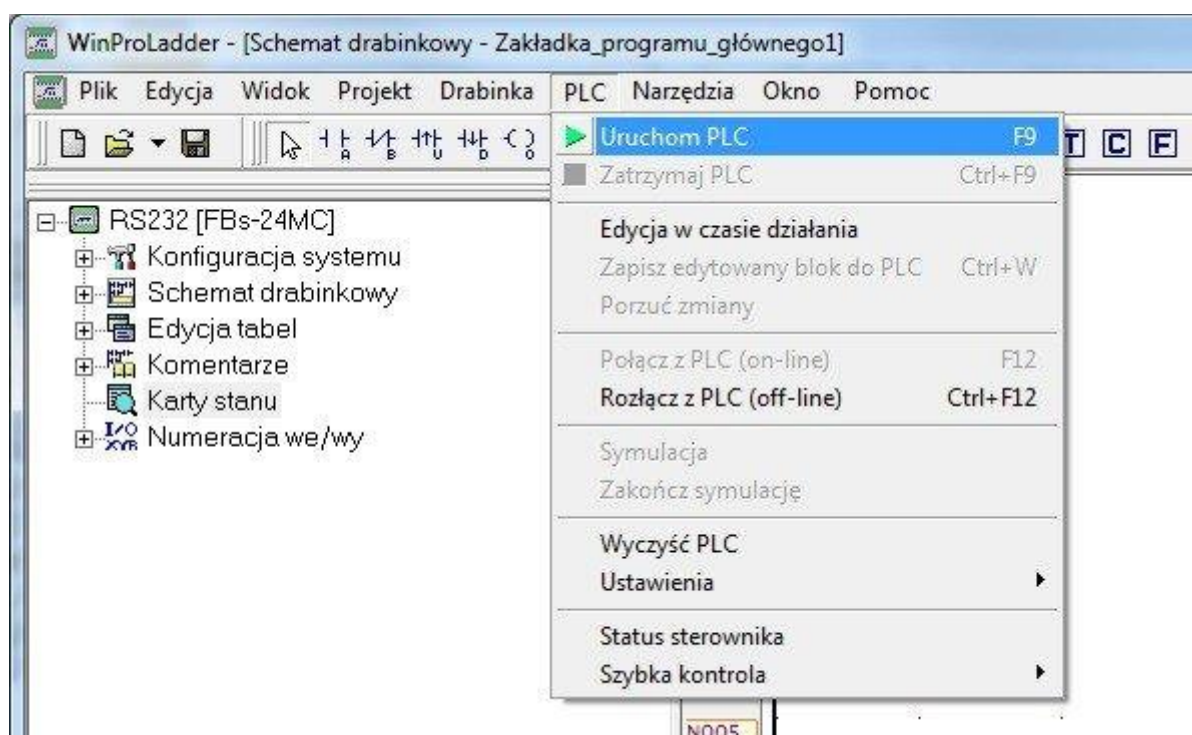 WinProLadder - [Schemat drabinkowy - Zakładka_programu_głównego1]
Plik Edycja Widok Projekt Drabinka PLC Narzędzia Okno Pomoc
A B U D O T C F
Uruchom PLC F9
Zatrzymaj PLC Ctrl+F9
Edycja w czasie działania
Zapisz edytowany blok do PLC Ctrl+W
Porzuć zmiany
Połącz z PLC (on-line) F12
Rozłącz z PLC (off-line) Ctrl+F12
Symulacja
Zakończ symulację
Wyczyść PLC
Ustawienia
Status sterownika
Szybka kontrola
RS232 [FBs-24MC]
Konfiguracja systemu
Schemat drabinkowy
Edycja tabel
Komentarze
Karty stanu
I/O XYB Numeracja we/wy
N005